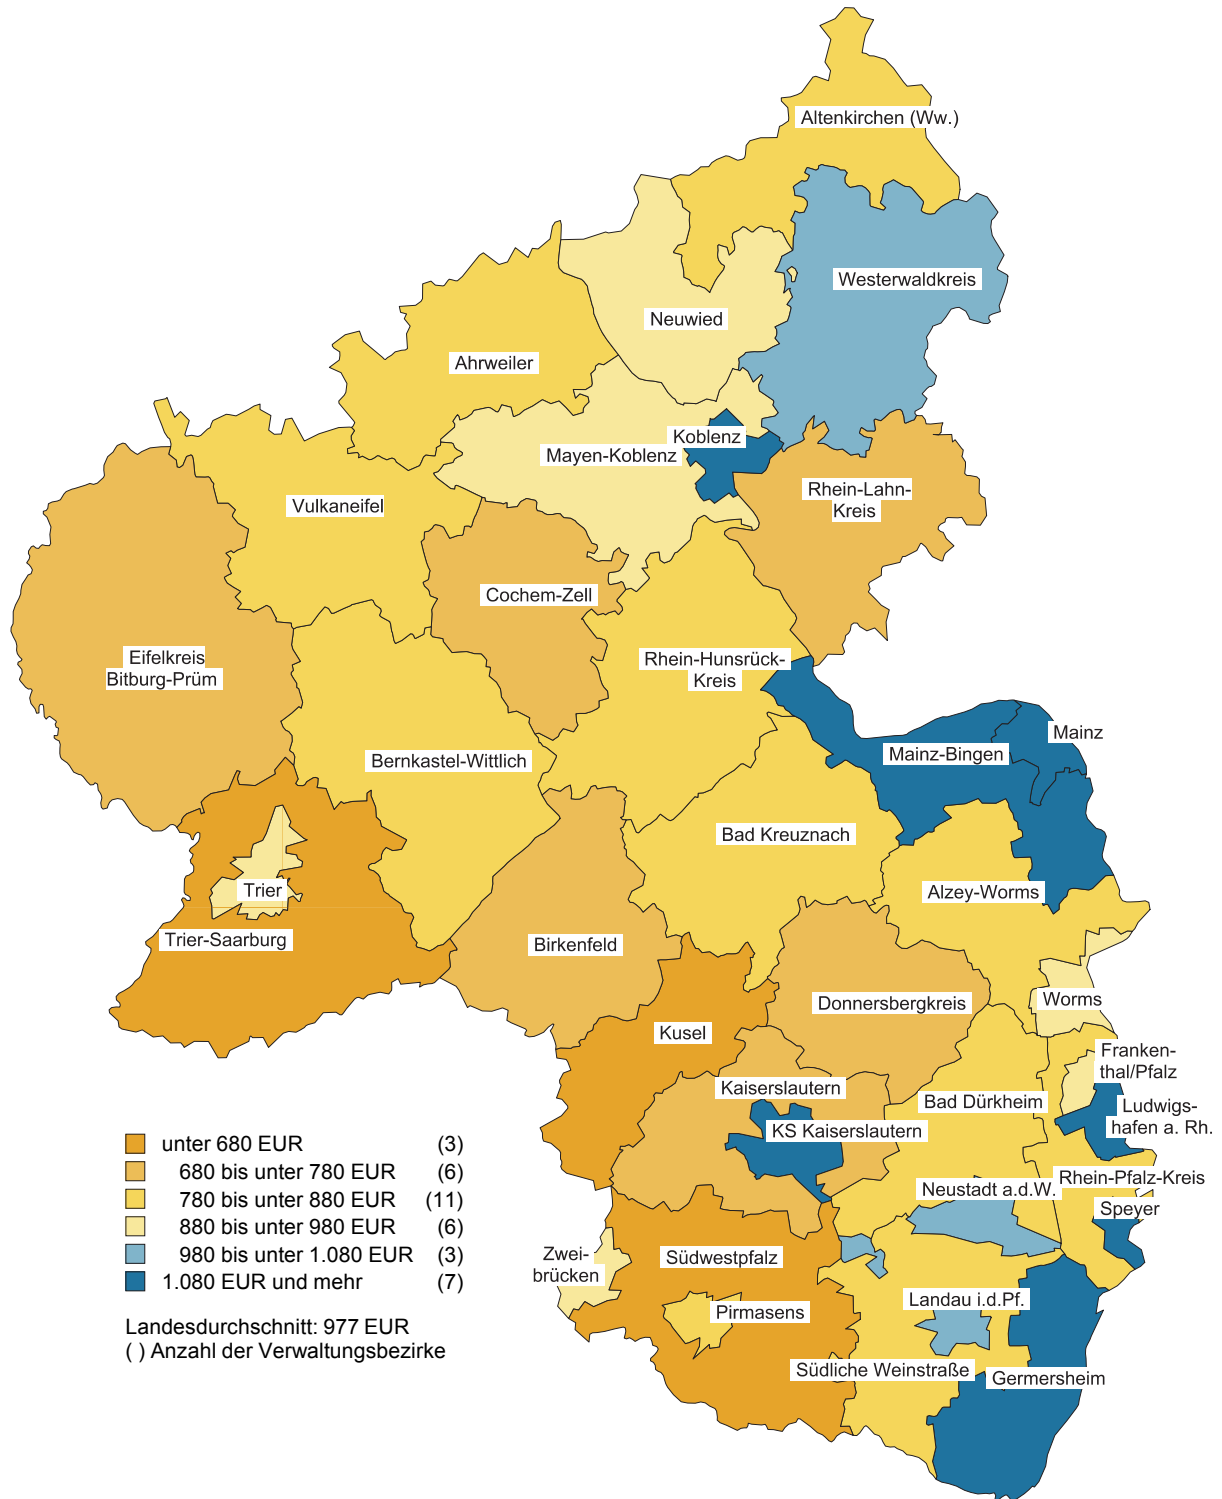 Altenkirchen (Ww.)
Westerwaldkreis
Neuwied
Ahrweiler
Koblenz
Mayen-Koblenz
Rhein-Lahn-
Kreis
Vulkaneifel
Cochem-Zell
Eifelkreis
Bitburg-Prüm
Rhein-Hunsrück-
Kreis
Mainz
Mainz-Bingen
Bernkastel-Wittlich
Bad Kreuznach
Trier
Alzey-Worms
Trier-Saarburg
Birkenfeld
Donnersbergkreis
Worms
Kusel
Franken-
thal/Pfalz
Kaiserslautern
Bad Dürkheim
Ludwigs-
hafen a. Rh.
KS Kaiserslautern
Rhein-Pfalz-Kreis
Neustadt a.d.W.
Speyer
Zwei-
brücken
Südwestpfalz
Landau i.d.Pf.
Pirmasens
Südliche Weinstraße
Germersheim
unter 680 EUR (3)
680 bis unter 780 EUR (6)
780 bis unter 880 EUR (11)
880 bis unter 980 EUR (6)
980 bis unter 1.080 EUR (3)
1.080 EUR und mehr (7)
Landesdurchschnitt: 977 EUR
( ) Anzahl der Verwaltungsbezirke